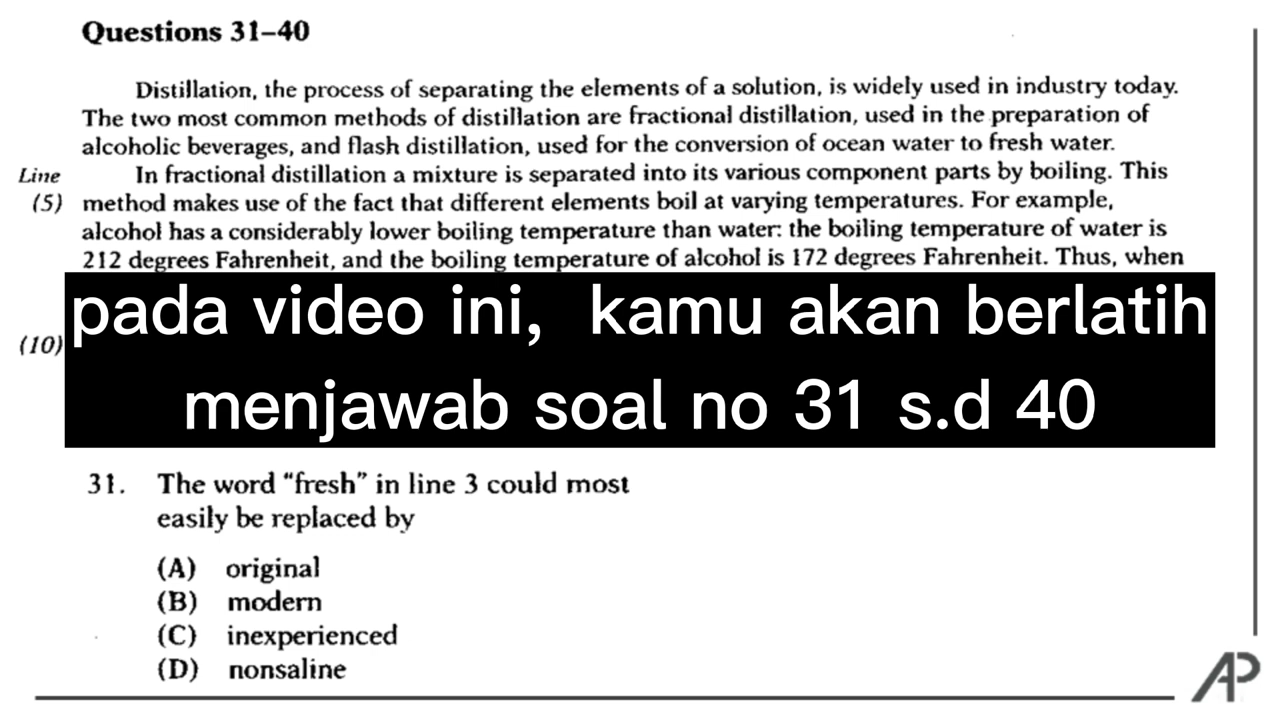 Questions 31–40
Distillation, the process of separating the elements of a solution, is widely used in industry today.
The two most common methods of distillation are fractional distillation, used in the preparation of
alcoholic beverages, and flash distillation, used for the conversion of ocean water to fresh water.
Line In fractional distillation a mixture is separated into its various component parts by boiling. This
(5) method makes use of the fact that different elements boil at varying temperatures. For example,
alcohol has a considerably lower boiling temperature than water: the boiling temperature of water is
212 degrees Fahrenheit, and the boiling temperature of alcohol is 172 degrees Fahrenheit. Thus, when
pada video ini, kamu akan berlatih
(10)
menjawab soal no 31 s.d 40
31. The word “fresh” in line 3 could most
easily be replaced by
(A) original
(B) modern
(C) inexperienced
(D) nonsaline
AP